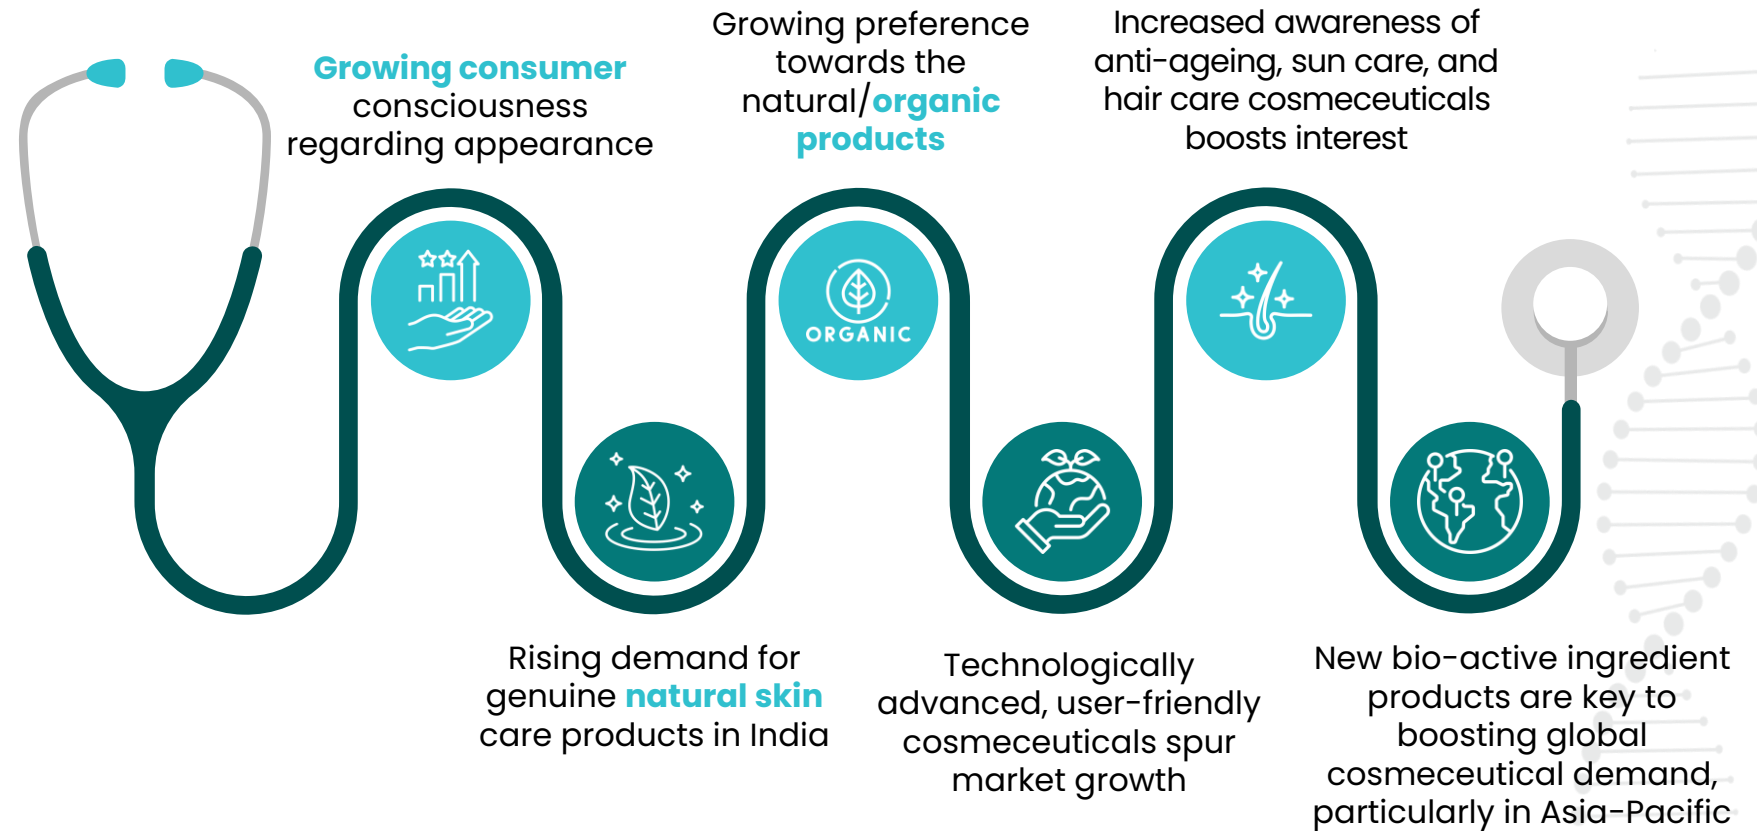 Growing consumer
consciousness
regarding appearance
Growing preference
towards the
natural/organic
products
Increased awareness of
anti-ageing, sun care, and
hair care cosmeceuticals
boosts interest
ORGANIC
Rising demand for
genuine natural skin
care products in India
Technologically
advanced, user-friendly
cosmeceuticals spur
market growth
New bio-active ingredient
products are key to
boosting global
cosmeceutical demand,
particularly in Asia-Pacific